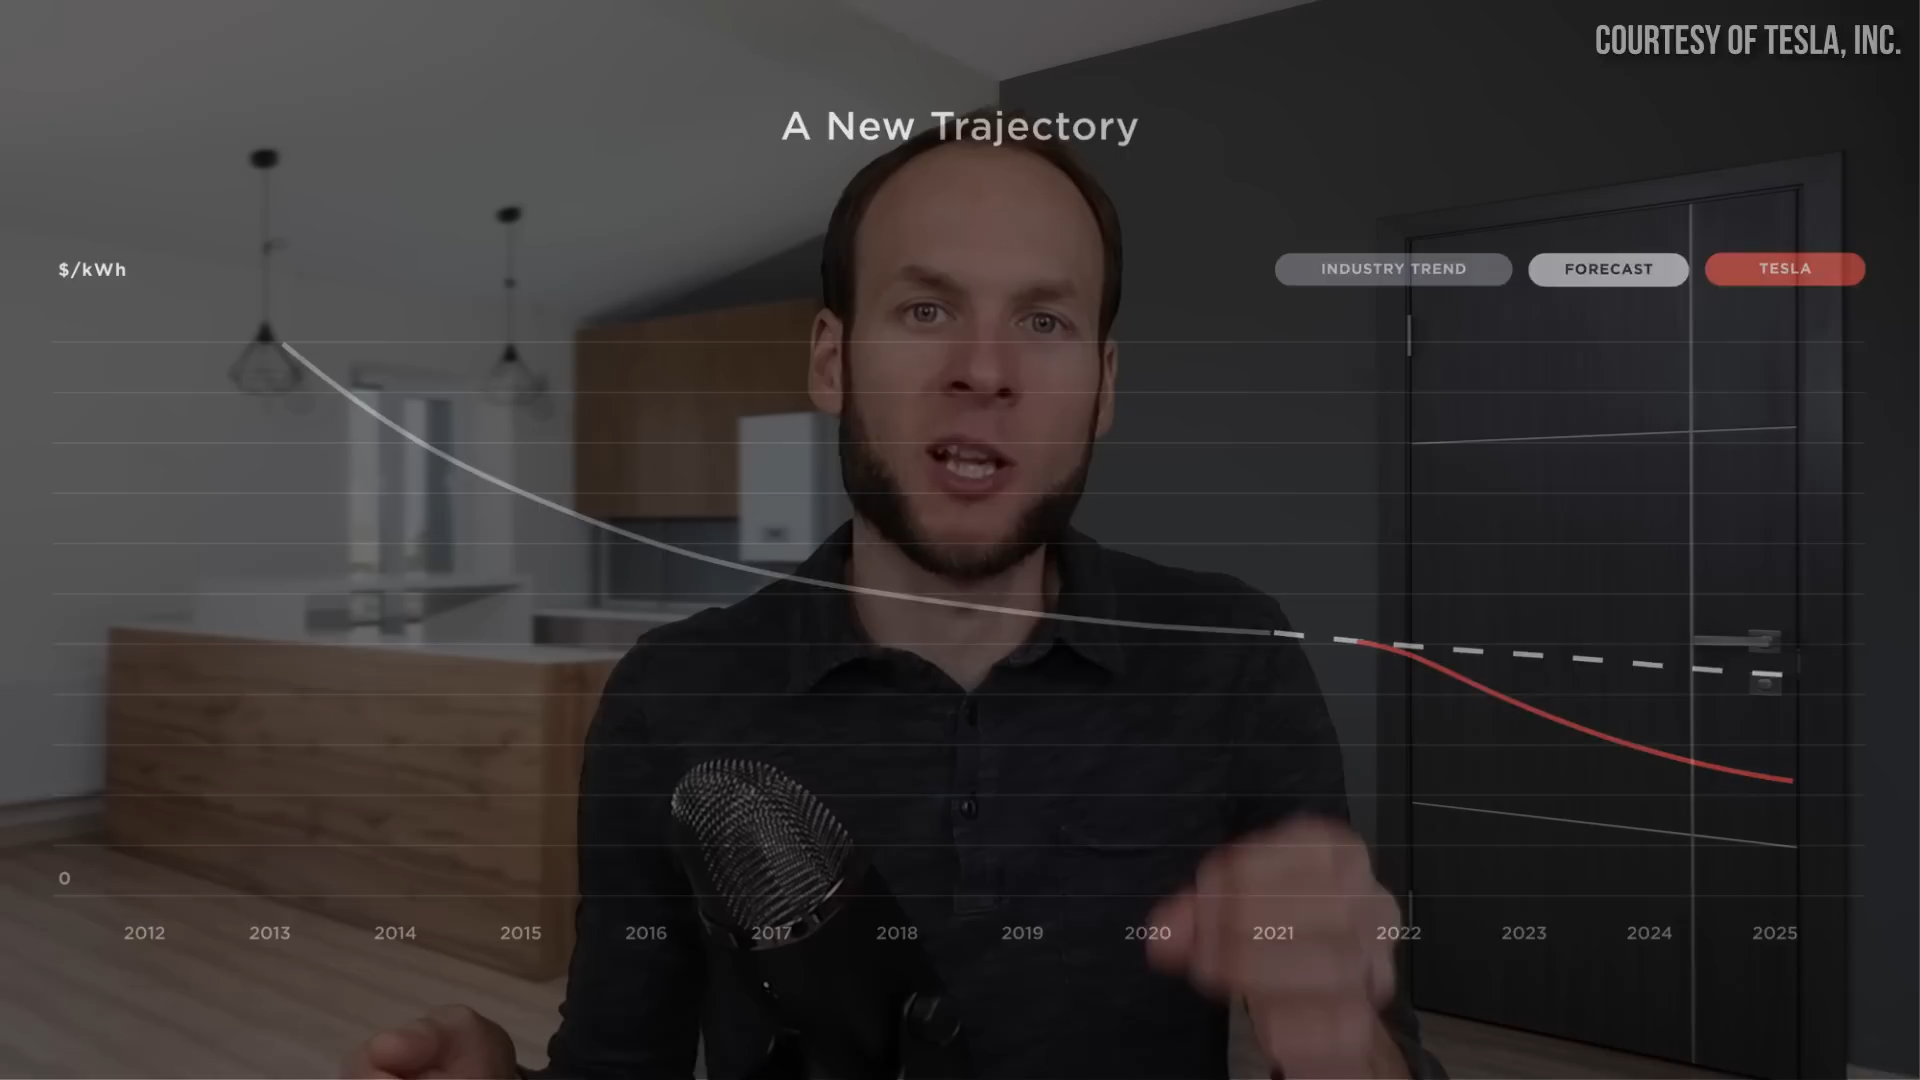 COURTESY OF TESLA, INC.
A New Trajectory
$/kWh
INDUSTRY TREND
FORECAST
TESLA
0
2012 2013 2014 2015 2016 2017 2018 2019 2020 2021 2022 2023 2024 2025